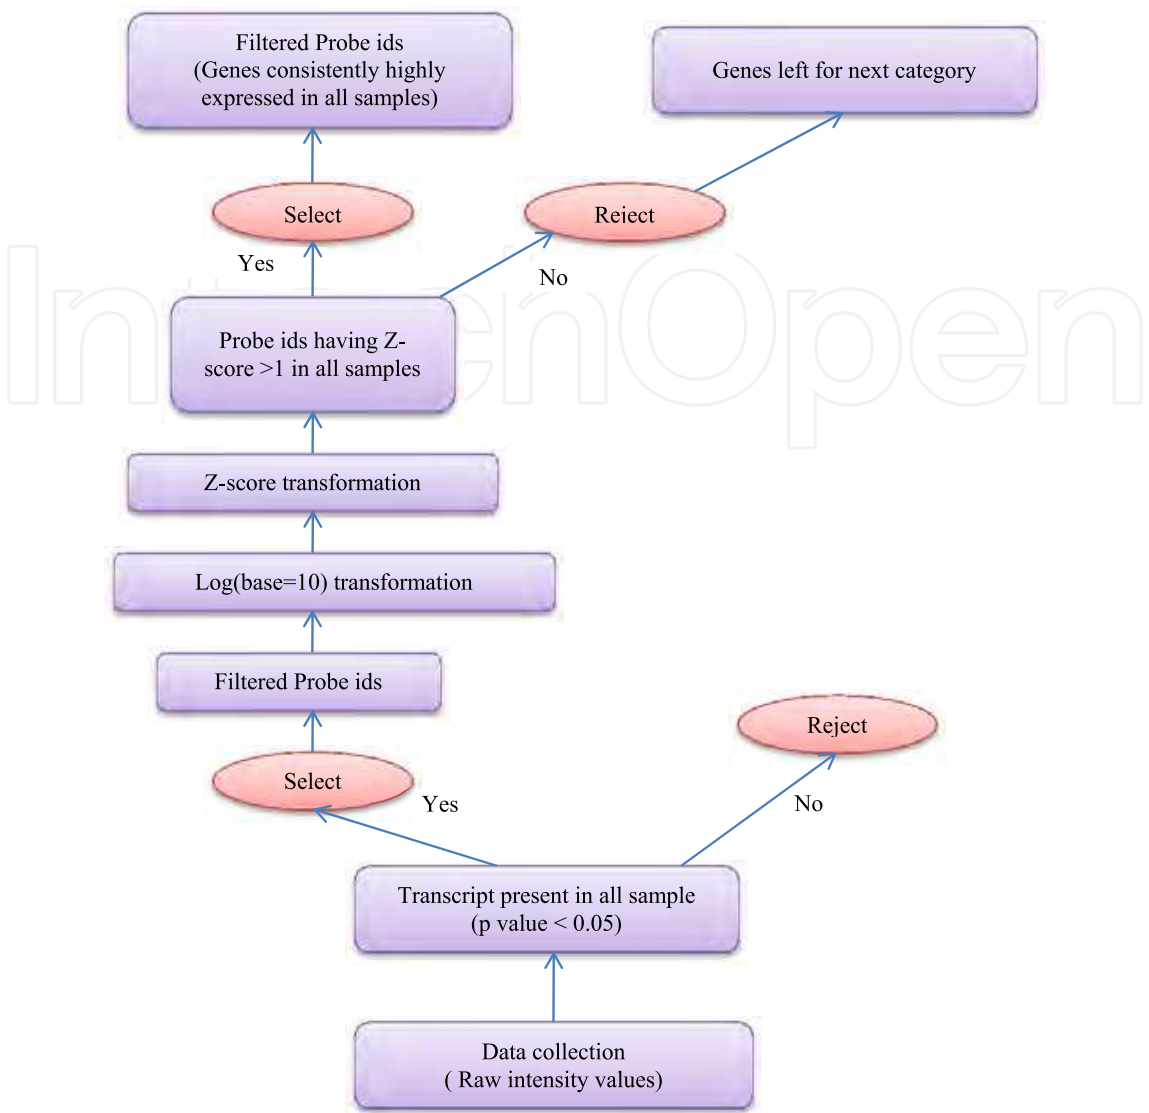 Filtered Probe ids
(Genes consistently highly
expressed in all samples)
Genes left for next category
Select
Reject
Yes
No
Probe ids having Z-
score >1 in all samples
Z-score transformation
Log(base=10) transformation
Filtered Probe ids
Reject
Select
Yes
No
Transcript present in all sample
(p value < 0.05)
Data collection
( Raw intensity values)
IntechOpen